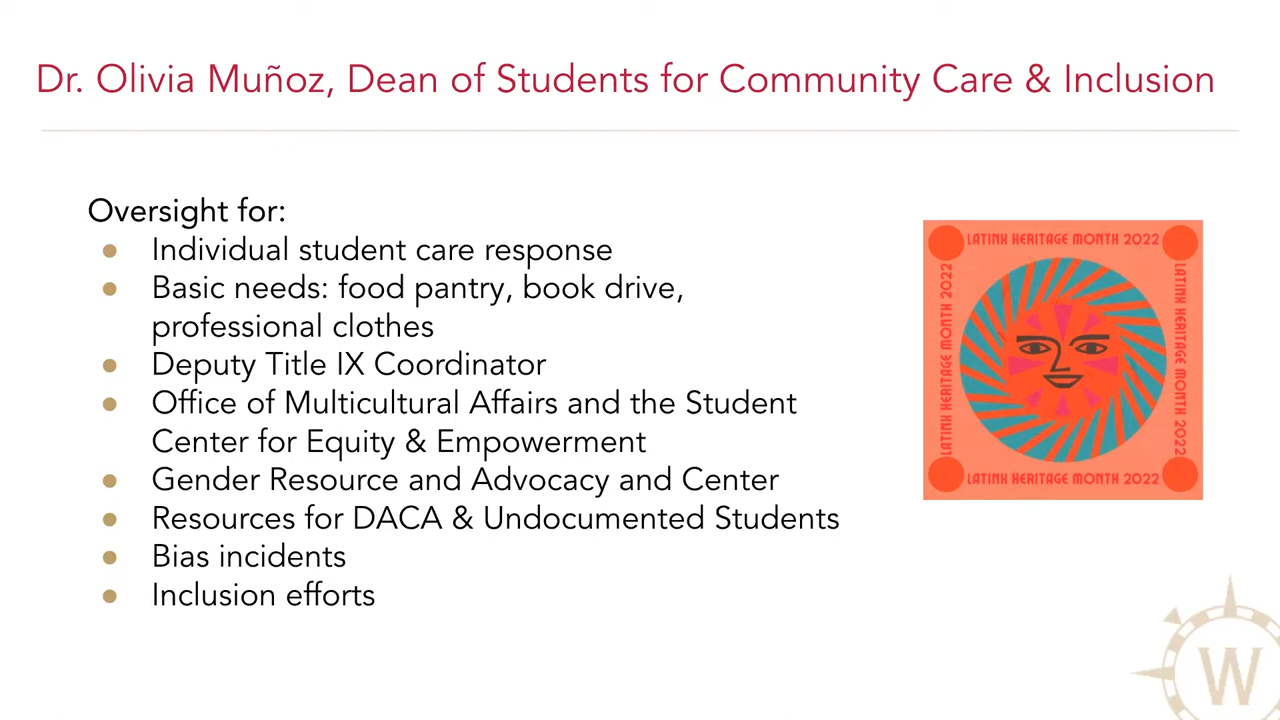 Dr. Olivia Muñoz, Dean of Students for Community Care & Inclusion
Oversight for:
● Individual student care response
● Basic needs: food pantry, book drive,
professional clothes
● Deputy Title IX Coordinator
● Office of Multicultural Affairs and the Student
Center for Equity & Empowerment
● Gender Resource and Advocacy and Center
● Resources for DACA & Undocumented Students
● Bias incidents
● Inclusion efforts
LATINX HERITAGE MONTH 2022
LATINX HERITAGE MONTH 2022
LATINX HERITAGE MONTH 2022
LATINX HERITAGE MONTH 2022
W